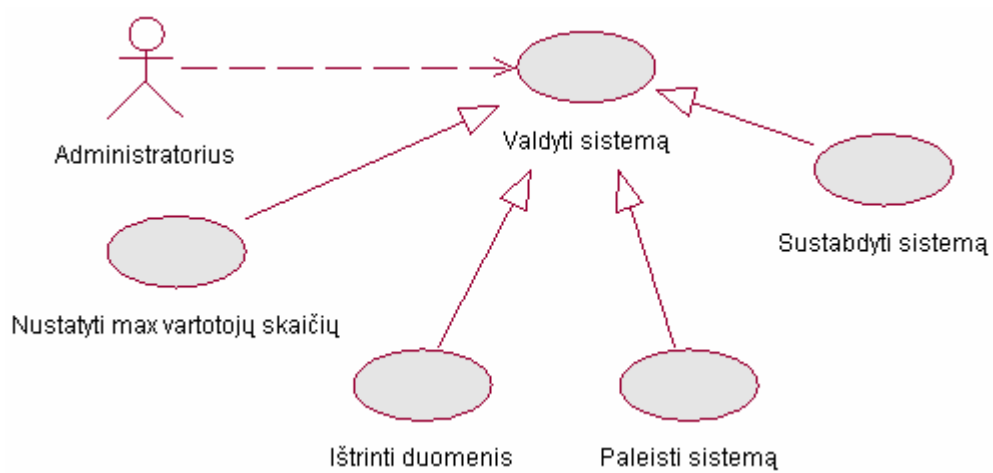 Administratorius
Valdyti sistemą
Sustabdyti sistemą
Nustatyti max vartotojų skaičių
Ištrinti duomenis
Paleisti sistemą